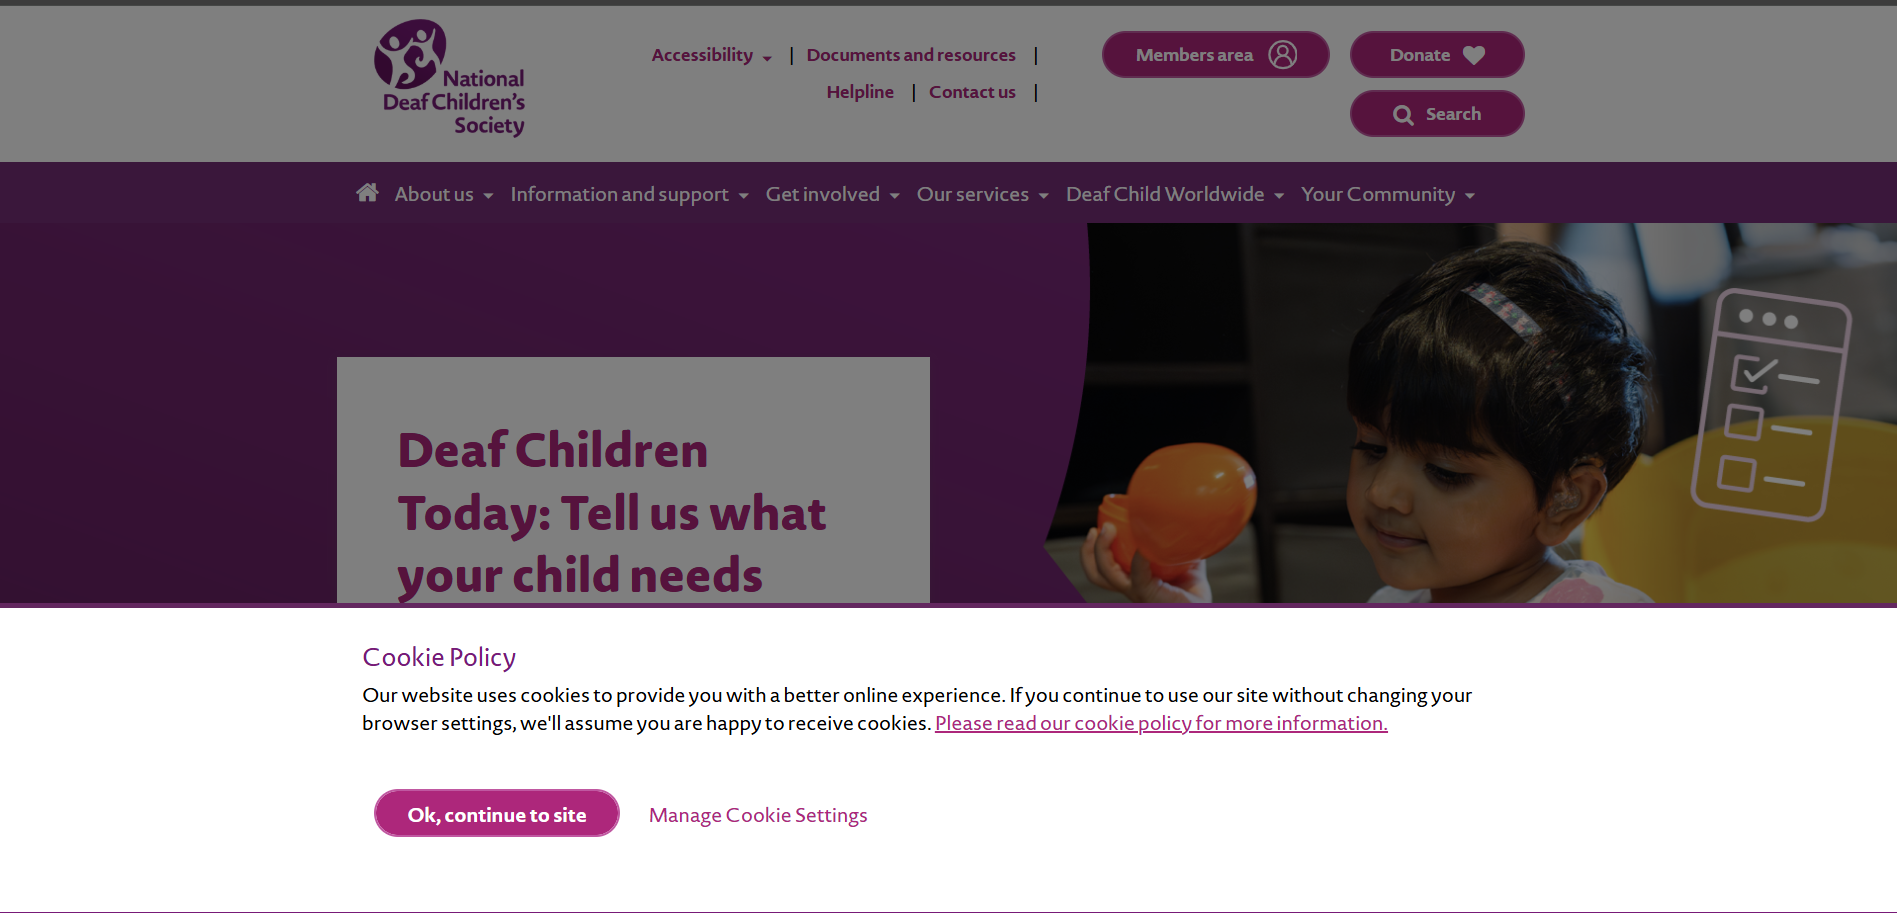 National
Deaf Children's
Society
Accessibility
Documents and resources
Helpline
Contact us
Members area
Donate
Search
About us
Information and support
Get involved
Our services
Deaf Child Worldwide
Your Community
Deaf Children
Today: Tell us what
your child needs
Cookie Policy
Our website uses cookies to provide you with a better online experience. If you continue to use our site without changing your
browser settings, we'll assume you are happy to receive cookies. Please read our cookie policy for more information.
Ok, continue to site
Manage Cookie Settings